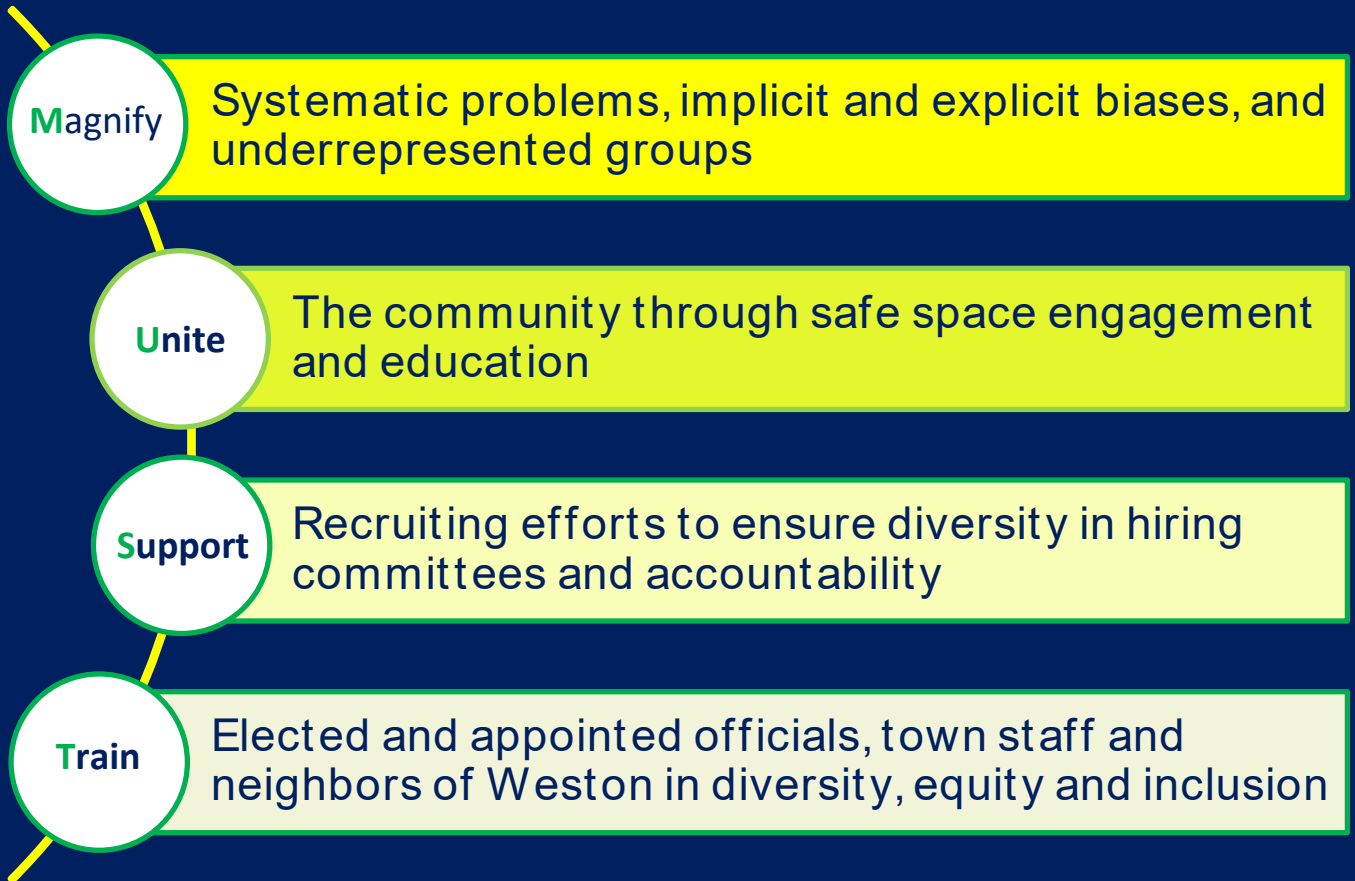 Magnify
Systematic problems, implicit and explicit biases, and
underrepresented groups
Unite
The community through safe space engagement
and education
Support
Recruiting efforts to ensure diversity in hiring
committees and accountability
Train
Elected and appointed officials, town staff and
neighbors of Weston in diversity, equity and inclusion